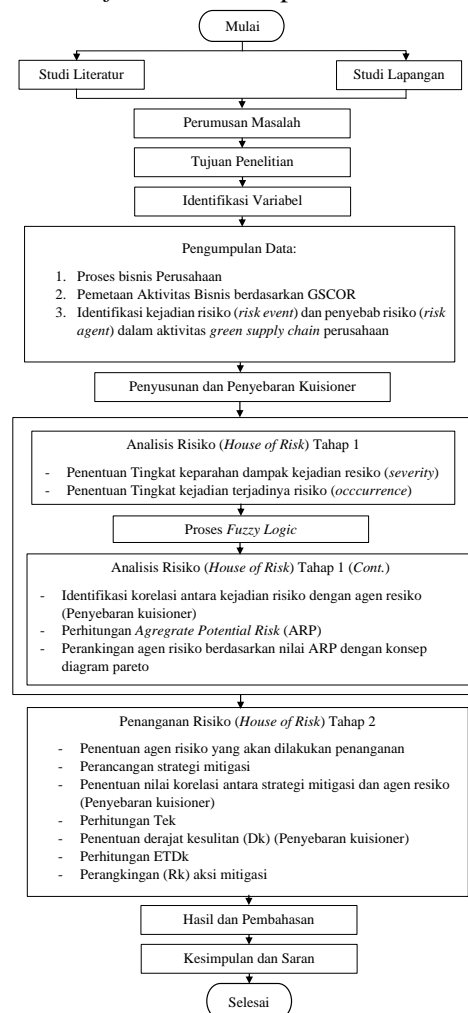 Mulai
Studi Literatur
Studi Lapangan
Perumusan Masalah
Tujuan Penelitian
Identifikasi Variabel
Pengumpulan Data:
1. Proses bisnis Perusahaan
2. Pemetaan Aktivitas Bisnis berdasarkan GSCOR
3. Identifikasi kejadian risiko (risk event) dan penyebab risiko (risk
agent) dalam aktivitas green supply chain perusahaan
Penyusunan dan Penyebaran Kuisioner
Analisis Risiko (House of Risk) Tahap 1
- Penentuan Tingkat keparahan dampak kejadian resiko (severity)
- Penentuan Tingkat kejadian terjadinya risiko (occcurrence)
Proses Fuzzy Logic
Analisis Risiko (House of Risk) Tahap 1 (Cont.)
- Identifikasi korelasi antara kejadian risiko dengan agen resiko
(Penyebaran kuisioner)
- Perhitungan Agregrate Potential Risk (ARP)
- Perankingan agen risiko berdasarkan nilai ARP dengan konsep
diagram pareto
Penanganan Risiko (House of Risk) Tahap 2
- Penentuan agen risiko yang akan dilakukan penanganan
- Perancangan strategi mitigasi
- Penentuan nilai korelasi antara strategi mitigasi dan agen resiko
(Penyebaran kuisioner)
- Perhitungan Tek
- Penentuan derajat kesulitan (Dk) (Penyebaran kuisioner)
- Perhitungan ETDk
- Perangkingan (Rk) aksi mitigasi
Hasil dan Pembahasan
Kesimpulan dan Saran
Selesai